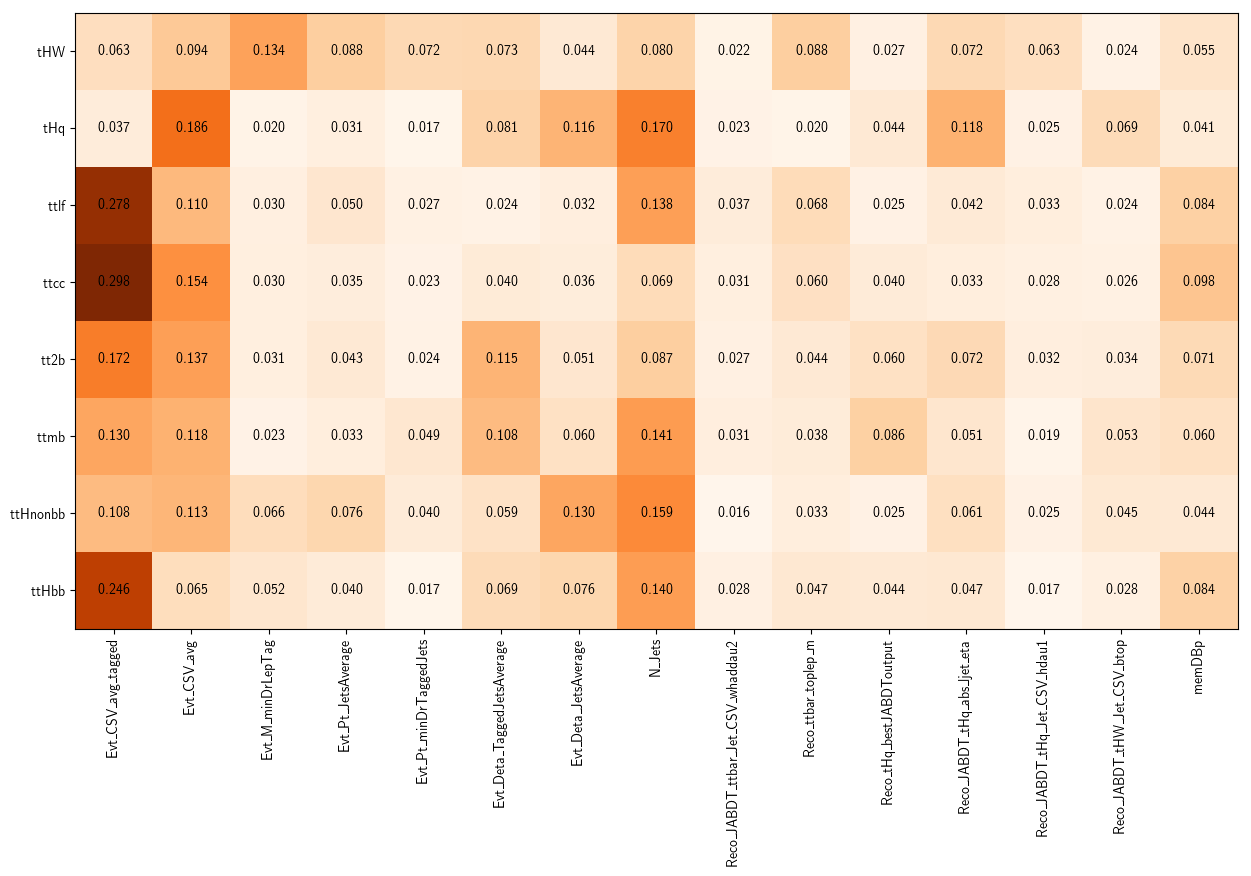 tHW 0.063 0.094 0.134 0.088 0.072 0.073 0.044 0.080 0.022 0.088 0.027 0.072 0.063 0.024 0.055
tHq 0.037 0.186 0.020 0.031 0.017 0.081 0.116 0.170 0.023 0.020 0.044 0.118 0.025 0.069 0.041
ttlf 0.278 0.110 0.030 0.050 0.027 0.024 0.032 0.138 0.037 0.068 0.025 0.042 0.033 0.024 0.084
ttcc 0.298 0.154 0.030 0.035 0.023 0.040 0.036 0.069 0.031 0.060 0.040 0.033 0.028 0.026 0.098
tt2b 0.172 0.137 0.031 0.043 0.024 0.115 0.051 0.087 0.027 0.044 0.060 0.072 0.032 0.034 0.071
ttmb 0.130 0.118 0.023 0.033 0.049 0.108 0.060 0.141 0.031 0.038 0.086 0.051 0.019 0.053 0.060
ttHnonbb 0.108 0.113 0.066 0.076 0.040 0.059 0.130 0.159 0.016 0.033 0.025 0.061 0.025 0.045 0.044
ttHbb 0.246 0.065 0.052 0.040 0.017 0.069 0.076 0.140 0.028 0.047 0.044 0.047 0.017 0.028 0.084
Evt_CSV_avg_tagged
Evt_CSV_avg
Evt_M_minDrLepTag
Evt_Pt_JetsAverage
Evt_Pt_minDrTaggedJets
Evt_Deta_TaggedJetsAverage
Evt_Deta_JetsAverage
N_Jets
Reco_JABDT_ttbar_Jet_CSV_whaddau2
Reco_ttbar_toplep_m
Reco_tHq_bestJABDToutput
Reco_JABDT_tHq_abs_ljet_eta
Reco_JABDT_tHq_Jet_CSV_hdau1
Reco_JABDT_tHW_Jet_CSV_btop
memDBp